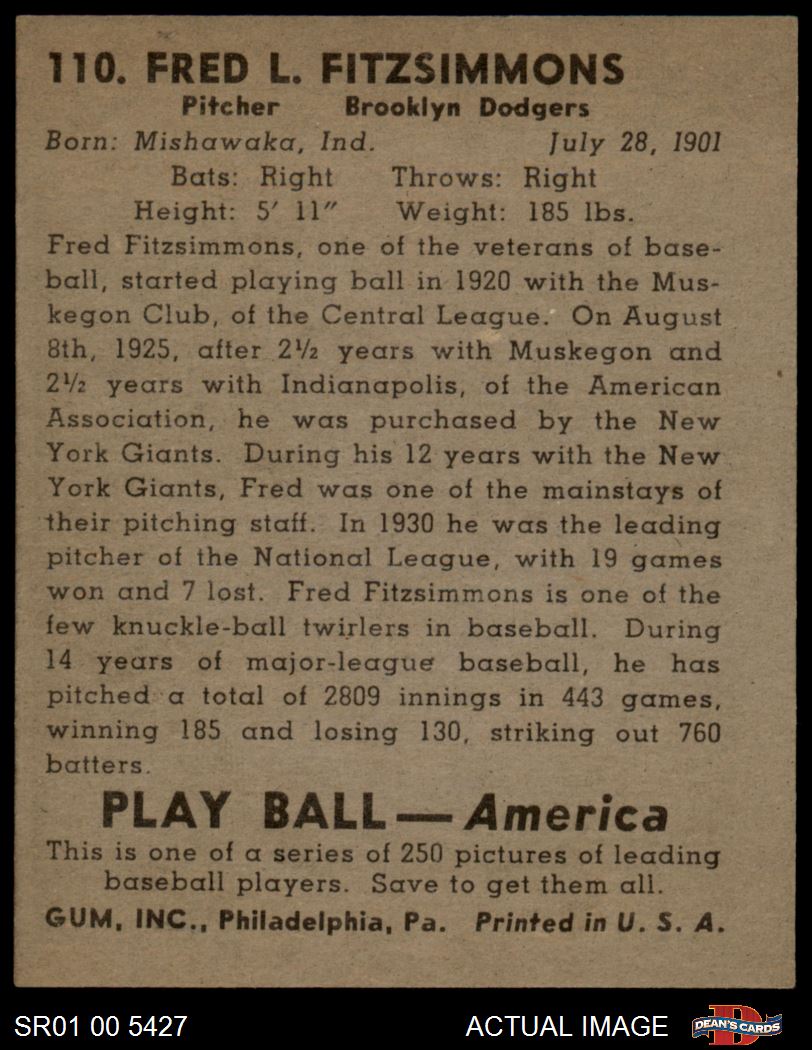 110. FRED L. FITZSIMMONS
Pitcher Brooklyn Dodgers
Born: Mishawaka, Ind. July 28, 1901
Bats: Right Throws: Right
Height: 5′ 11″ Weight: 185 lbs.
Fred Fitzsimmons, one of the veterans of base-
ball, started playing ball in 1920 with the Mus-
kegon Club, of the Central League. On August
8th, 1925, after 2½ years with Muskegon and
2½ years with Indianapolis, of the American
Association, he was purchased by the New
York Giants. During his 12 years with the New
York Giants, Fred was one of the mainstays of
their pitching staff. In 1930 he was the leading
pitcher of the National League, with 19 games
won and 7 lost. Fred Fitzsimmons is one of the
few knuckle-ball twirlers in baseball. During
14 years of major-league baseball, he has
pitched a total of 2809 innings in 443 games,
winning 185 and losing 130, striking out 760
batters.
PLAY BALL—America
This is one of a series of 250 pictures of leading
baseball players. Save to get them all.
GUM, INC., Philadelphia, Pa. Printed in U. S. A.
SR01 00 5427 ACTUAL IMAGE DEAN'S CARDS